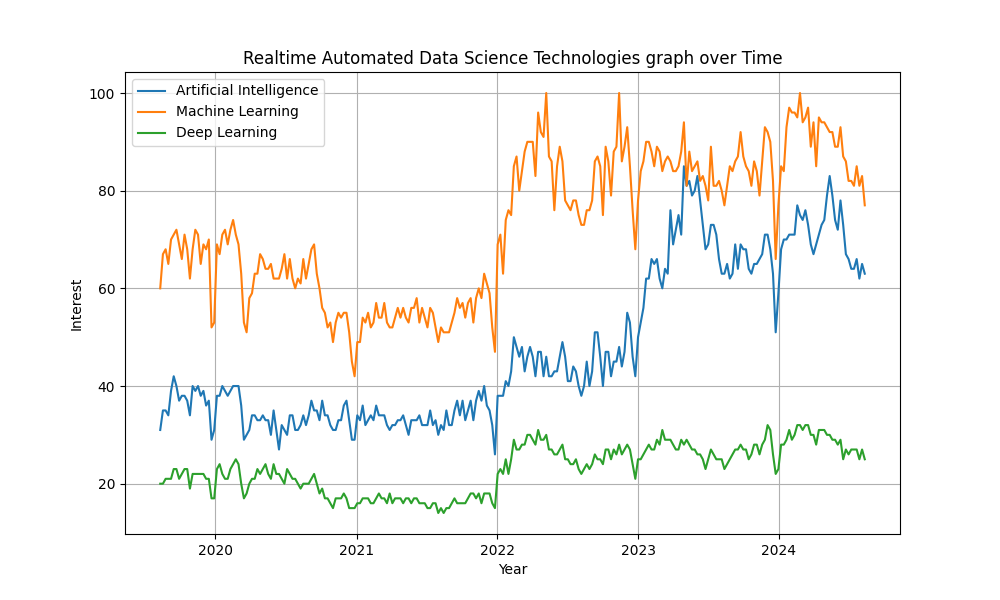 Realtime Automated Data Science Technologies graph over Time
Artificial Intelligence
Machine Learning
Deep Learning
100
80
60
40
20
Interest
2020 2021 2022 2023 2024
Year